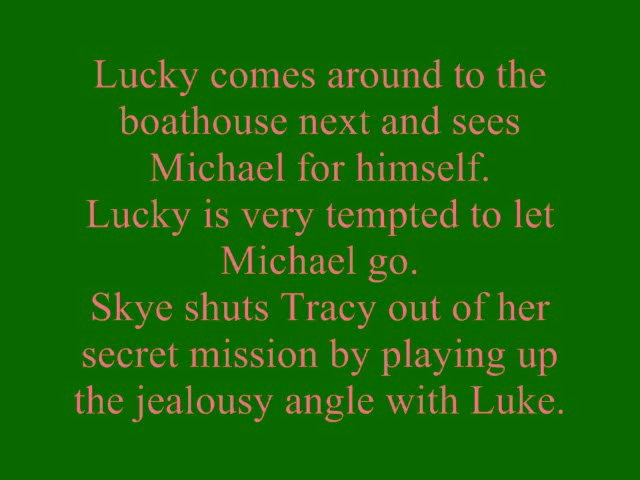 Lucky comes around to the
boathouse next and sees
Michael for himself.
Lucky is very tempted to let
Michael go.
Skye shuts Tracy out of her
secret mission by playing up
the jealousy angle with Luke.